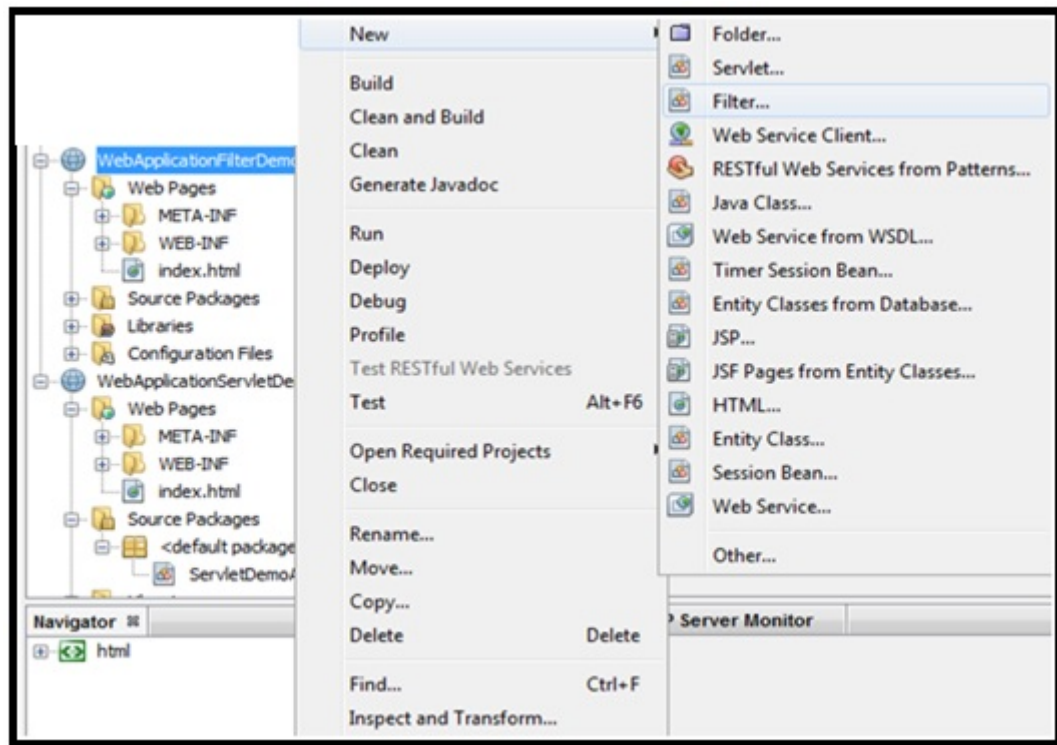 WebApplicationFilterDemo
Web Pages
META-INF
WEB-INF
index.html
Source Packages
Libraries
Configuration Files
WebApplicationServletDe
Web Pages
META-INF
WEB-INF
index.html
Source Packages
<default package
ServletDemoA
Navigator
html
New
Build
Clean and Build
Clean
Generate Javadoc
Run
Deploy
Debug
Profile
Test RESTful Web Services
Test Alt+F6
Open Required Projects
Close
Rename...
Move...
Copy...
Delete Delete
Find... Ctrl+F
Inspect and Transform...
Folder...
Servlet...
Filter...
Web Service Client...
RESTful Web Services from Patterns...
Java Class...
Web Service from WSDL...
Timer Session Bean...
Entity Classes from Database...
JSP...
JSF Pages from Entity Classes...
HTML...
Entity Class...
Session Bean...
Web Service...
Other...
Server Monitor